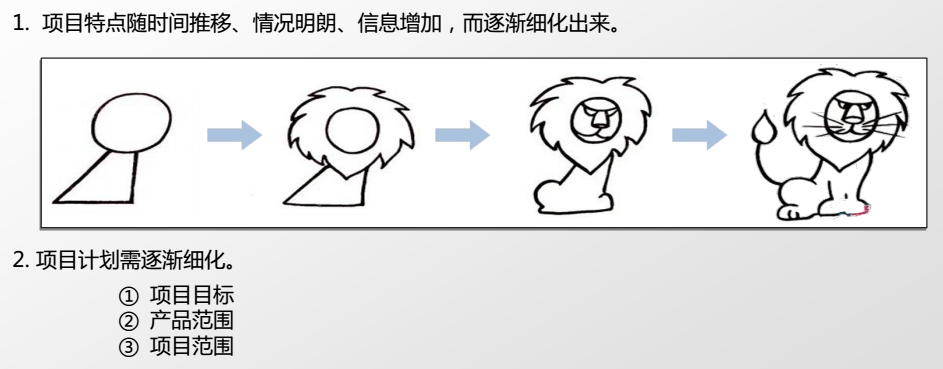 1. 项目特点随时间推移、情况明朗、信息增加，而逐渐细化出来。
2. 项目计划需逐渐细化。
① 项目目标
② 产品范围
③ 项目范围